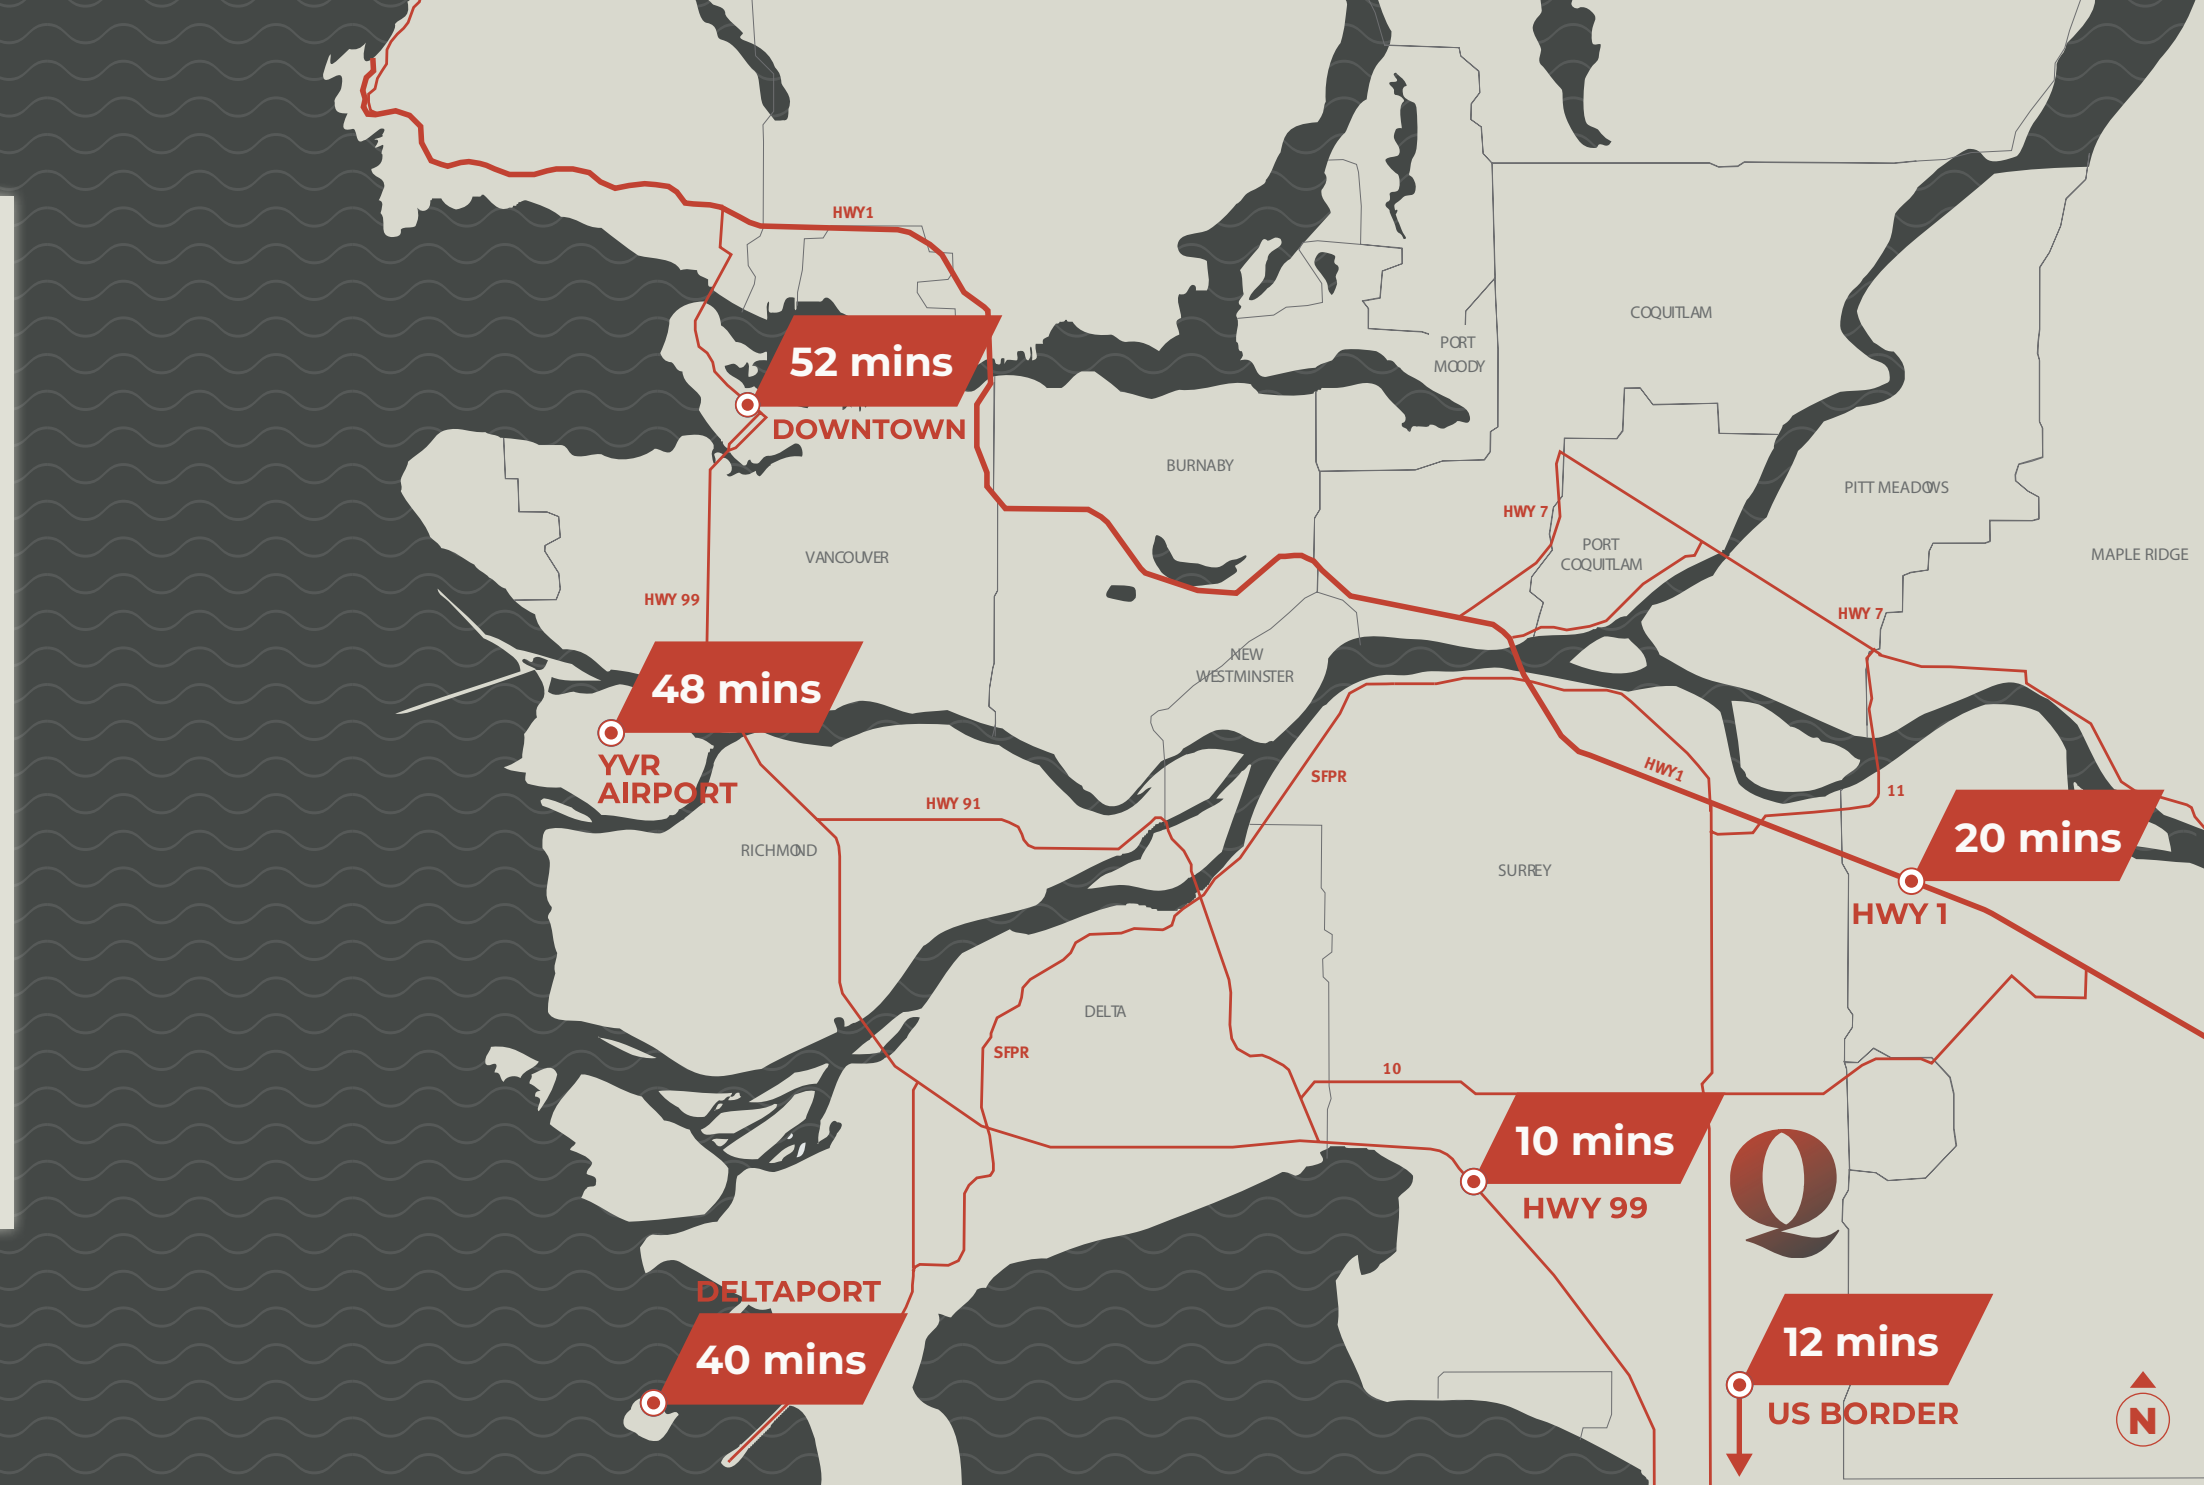 HWY1
COQUITLAM
PORT
MOODY
52 mins
DOWNTOWN
BURNABY
PITT MEADOWS
HWY 7
PORT
COQUITLAM
MAPLE RIDGE
VANCOUVER
HWY 99
HWY 7
NEW
WESTMINSTER
48 mins
YVR
AIRPORT
SFPR
HWY1
11
HWY 91
20 mins
RICHMOND
SURREY
HWY 1
DELTA
SFPR
10
10 mins
HWY 99
Q
DELTAPORT
40 mins
12 mins
US BORDER
N